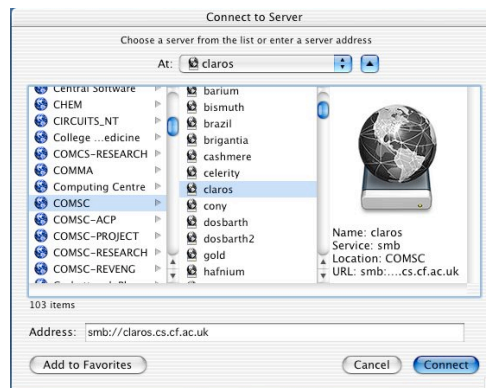 Connect to Server
Choose a server from the list or enter a server address
At: claros
Central Software
CHEM
CIRCUITS_NT
College ...edicine
COMCS-RESEARCH
COMMA
Computing Centre
COMSC
COMSC-ACP
COMSC-PROJECT
COMSC-RESEARCH
COMSC-REVENG
barium
bismuth
brazil
brigantia
cashmere
celerity
claros
cony
dosbarth
dosbarth2
gold
hafnium
Name: claros
Service: smb
Location: COMSC
URL: smb:....cs.cf.ac.uk
103 items
Address: smb://claros.cs.cf.ac.uk
Add to Favorites
Cancel
Connect